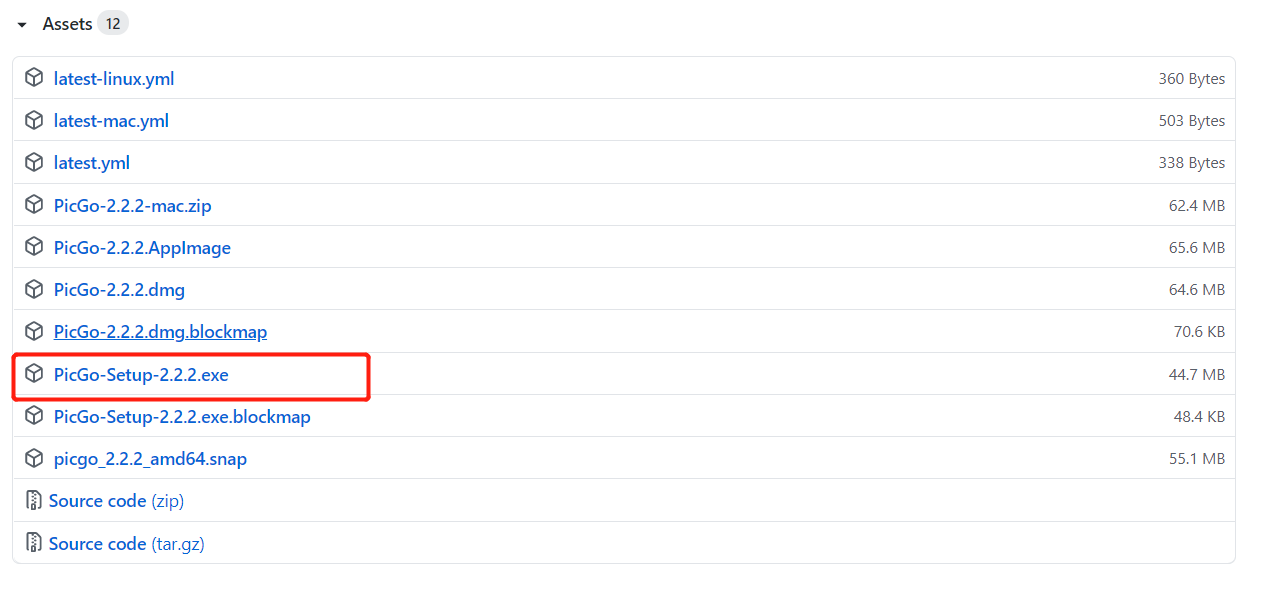 Assets 12
latest-linux.yml 360 Bytes
latest-mac.yml 503 Bytes
latest.yml 338 Bytes
PicGo-2.2.2-mac.zip 62.4 MB
PicGo-2.2.2.AppImage 65.6 MB
PicGo-2.2.2.dmg 64.6 MB
PicGo-2.2.2.dmg.blockmap 70.6 KB
PicGo-Setup-2.2.2.exe 44.7 MB
PicGo-Setup-2.2.2.exe.blockmap 48.4 KB
picgo_2.2.2_amd64.snap 55.1 MB
Source code (zip)
Source code (tar.gz)